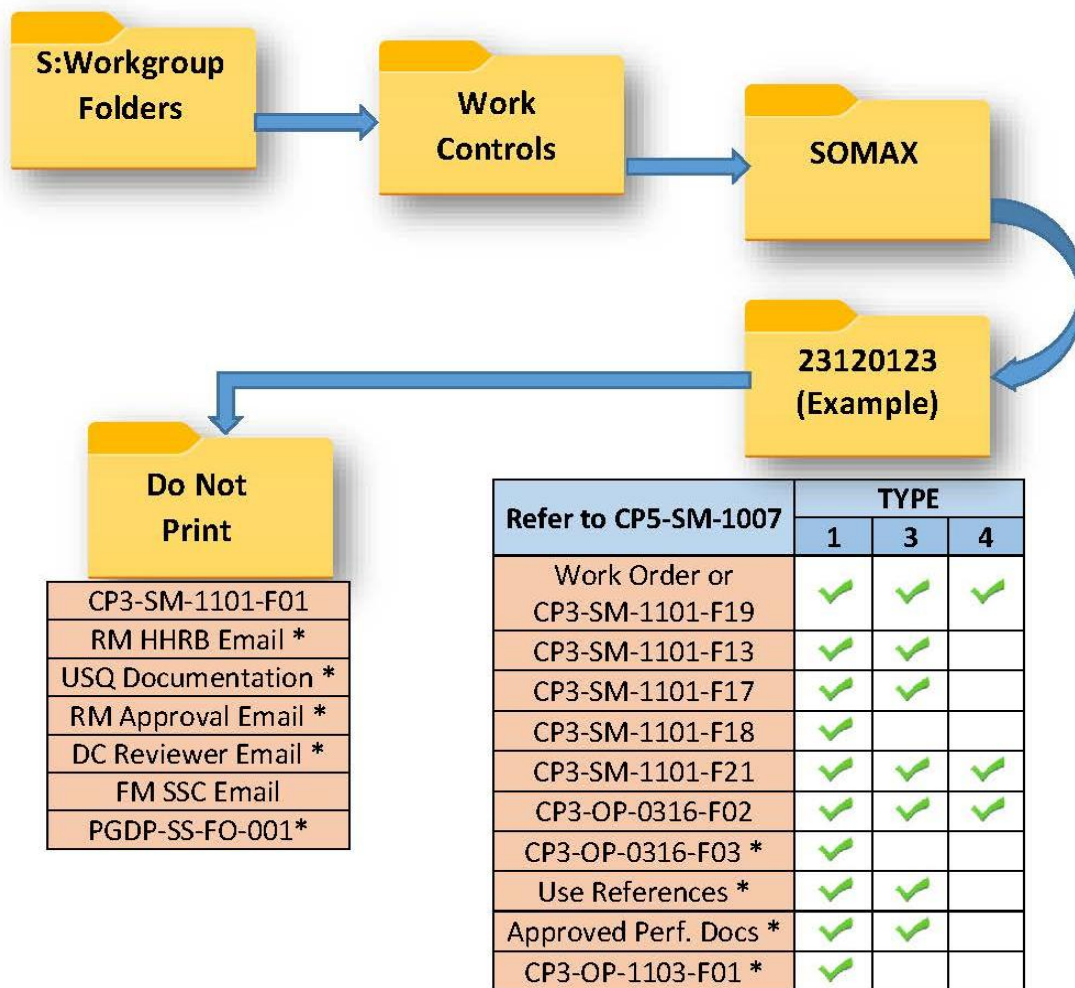 S:Workgroup
Folders
Work
Controls
SOMAX
23120123
(Example)
Do Not
Print
CP3-SM-1101-F01
RM HHRB Email *
USQ Documentation *
RM Approval Email *
DC Reviewer Email *
FM SSC Email
PGDP-SS-FO-001*
Refer to CP5-SM-1007
TYPE
1 3 4
Work Order or
CP3-SM-1101-F19
CP3-SM-1101-F13
CP3-SM-1101-F17
CP3-SM-1101-F18
CP3-SM-1101-F21
CP3-OP-0316-F02
CP3-OP-0316-F03 *
Use References *
Approved Perf. Docs *
CP3-OP-1103-F01 *